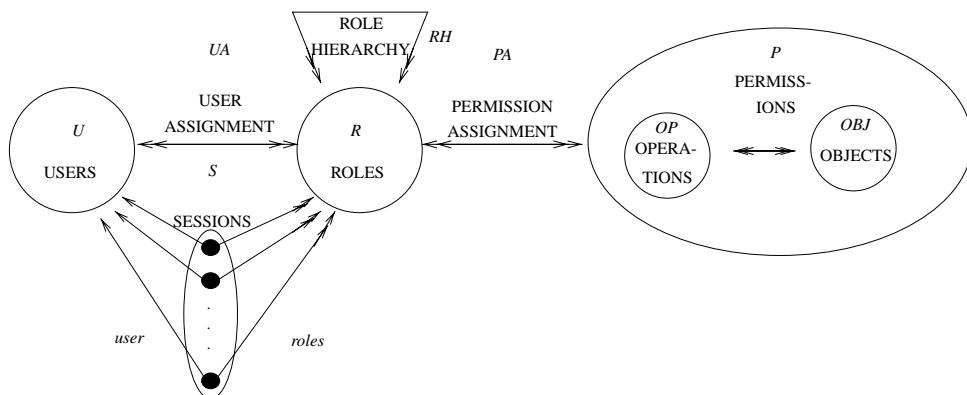 ROLE
HIERARCHY
RH
UA
PA
P
PERMISS-
IONS
USER
ASSIGNMENT
PERMISSION
ASSIGNMENT
U
USERS
R
ROLES
OP
OPERA-
TIONS
OBJ
OBJECTS
S
SESSIONS
.
.
.
.
user
roles